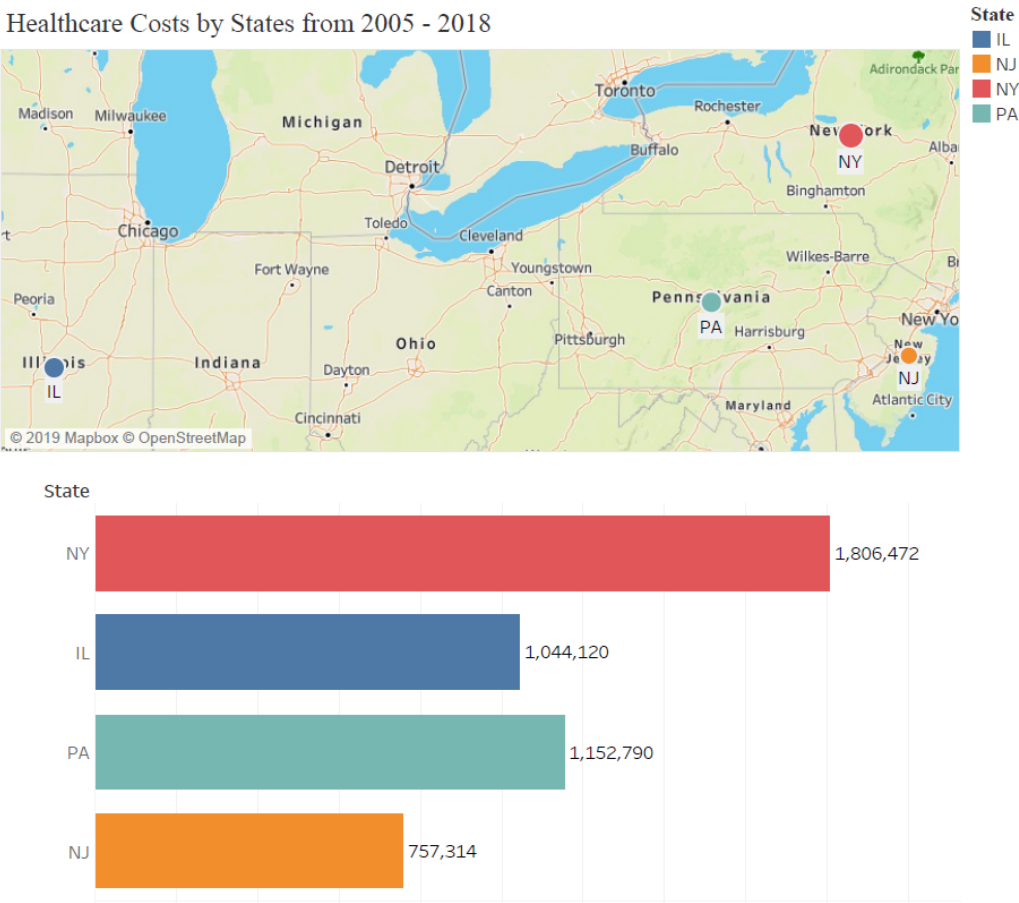 Healthcare Costs by States from 2005 - 2018
State
IL
NJ
NY
PA
Adirondack Par
Toronto
Rochester
Madison
Milwaukee
Michigan
New York
Buffalo
Alba
NY
Detroit
Binghamton
Toledo
Chicago
rt
Cleveland
Wilkes-Barre
Br
Fort Wayne
Youngstown
Canton
Peoria
Pennsylvania
New Yo
PA
Harrisburg
Pittsburgh
Ohio
New
Jersey
Illinois
Indiana
Dayton
NJ
IL
Atlantic City
Maryland
Cincinnati
© 2019 Mapbox © OpenStreetMap
State
NY 1,806,472
IL 1,044,120
PA 1,152,790
NJ 757,314